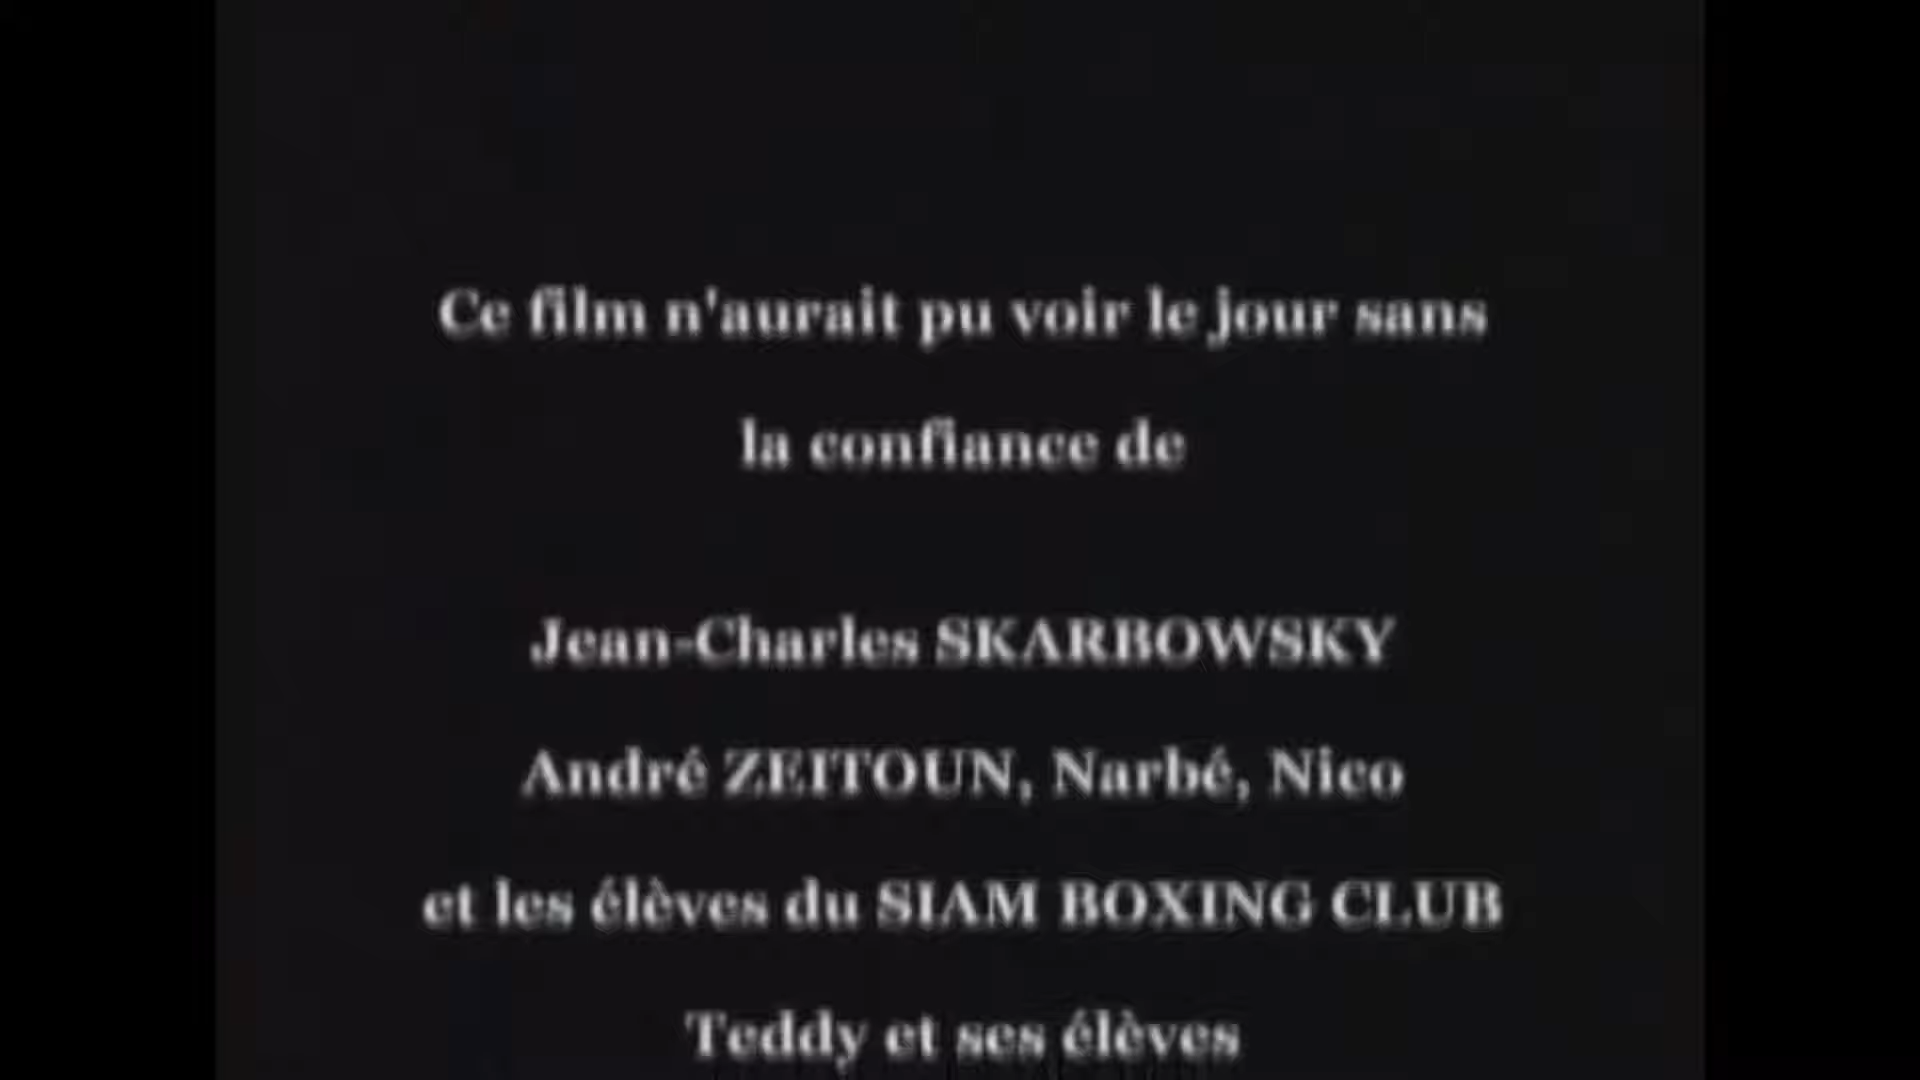 Ce film n'aurait pu voir le jour sans
la confiance de
Jean-Charles SKARBOWSKY
André ZEITOUN, Narbé, Nico
et les élèves du SIAM BOXING CLUB
Teddy et ses élèves